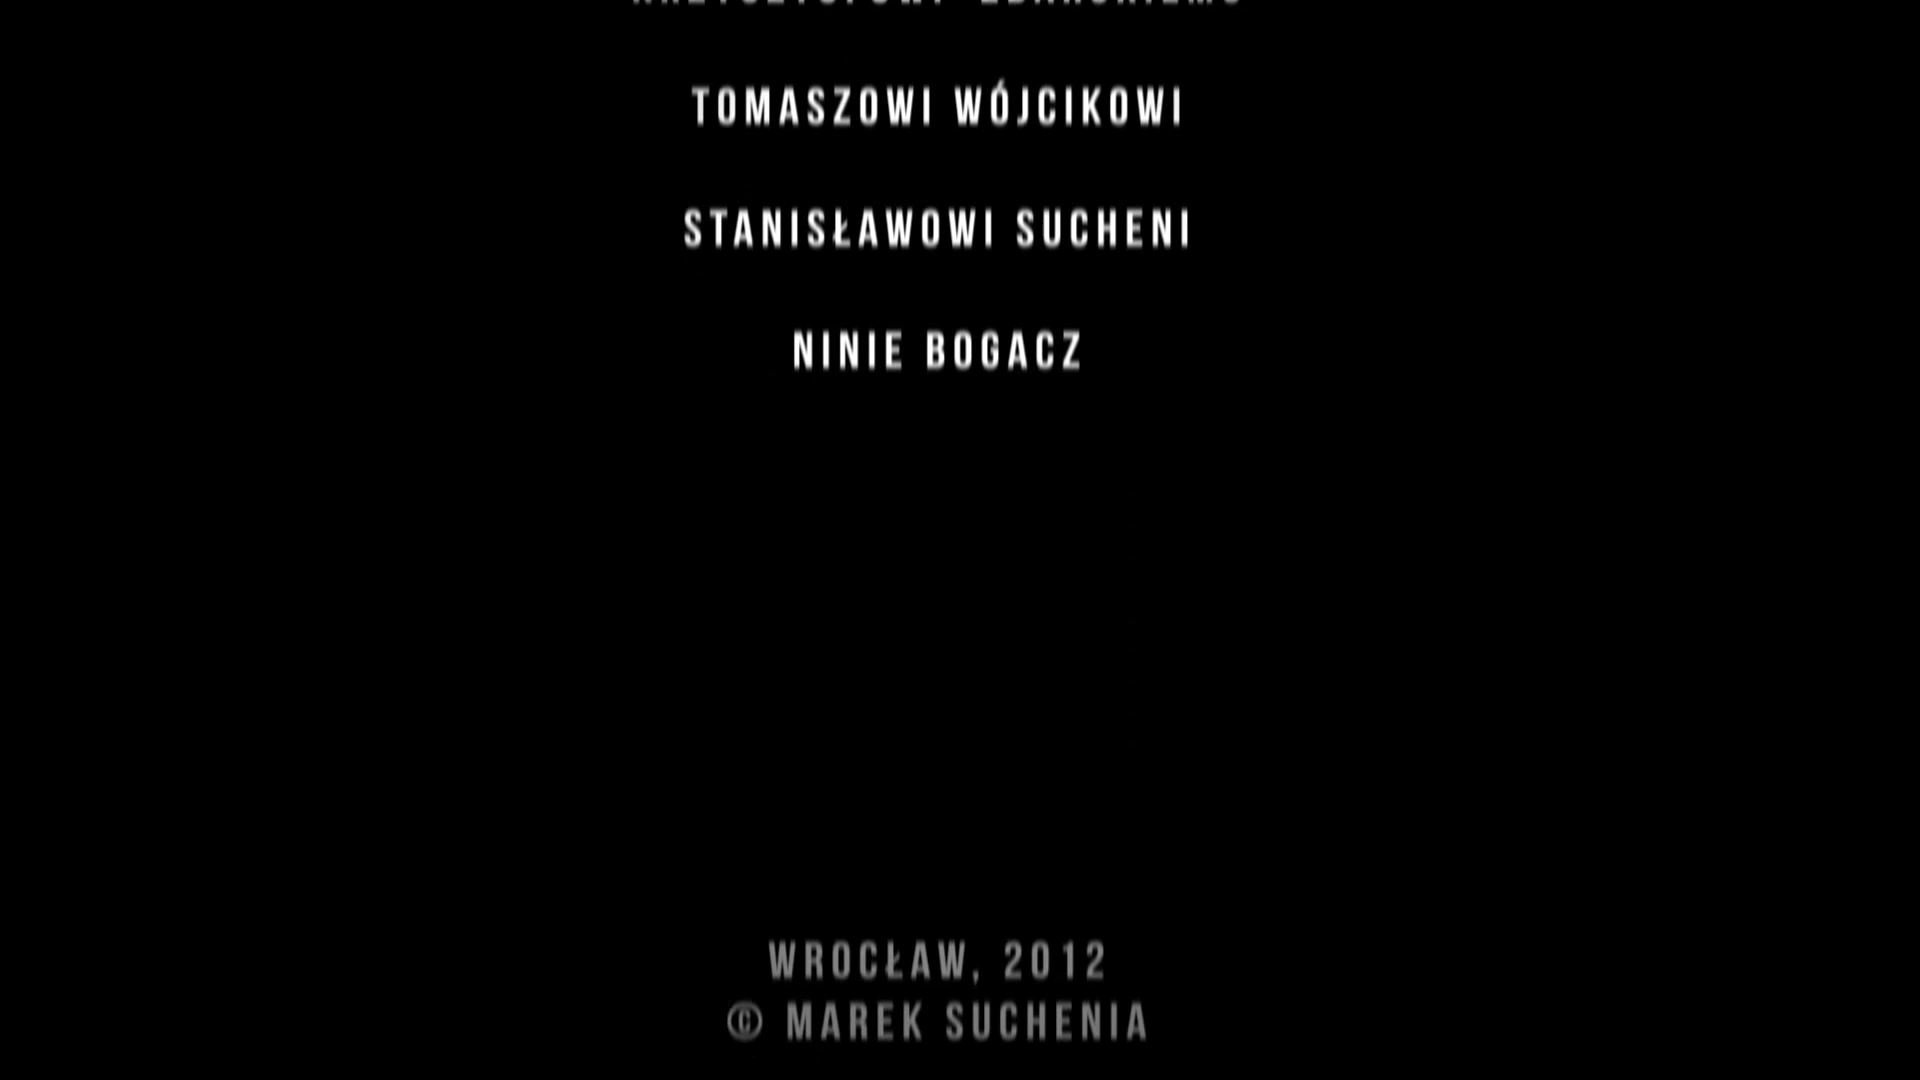 TOMASZOWI WÓJCIKOWI
STANISŁAWOWI SUCHENI
NINIE BOGACZ
WROCŁAW, 2012
© MAREK SUCHENIA